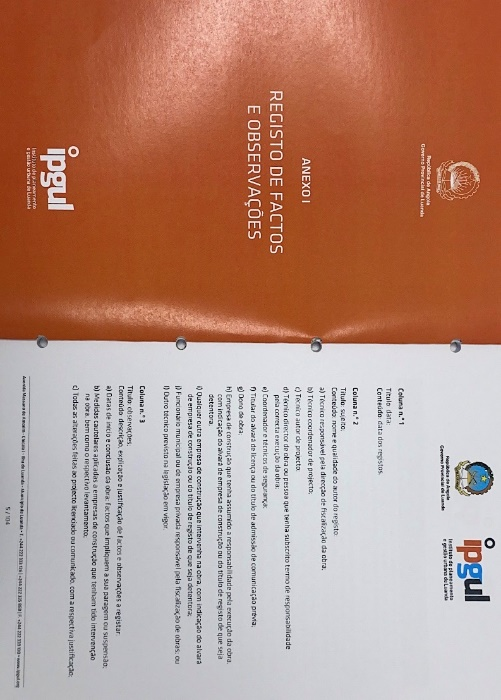 República de Angola
Governo Provincial de Luanda
ANEXO I
REGISTO DE FACTOS
E OBSERVAÇÕES
ipgul
instituto de planeamento
e gestão urbana de Luanda
República de Angola
Governo Provincial de Luanda
ipgul
instituto de planeamento
e gestão urbana de Luanda
Coluna n.º 1
Título: data;
Conteúdo: data dos registos.
Coluna n.º 2
Título: sujeito;
Conteúdo: nome e qualidade do autor do registo:
a) Técnico responsável pela direcção de fiscalização da obra;
b) Técnico coordenador de projecto;
c) Técnico autor de projecto;
d) Técnico director de obra ou pessoa que tenha subscrito termo de responsabilidade
pela correcta execução da obra;
e) Coordenador e técnicos de segurança;
f) Titular do alvará de licença ou do título de admissão de comunicação prévia;
g) Dono de obra;
h) Empresa de construção que tenha assumido a responsabilidade pela execução da obra,
com indicação do alvará de empresa de construção ou do título de registo de que seja
detentora;
i) Qualquer outra empresa de construção que intervenha na obra, com indicação do alvará
de empresa de construção ou do título de registo de que seja detentora;
j) Funcionário municipal ou de empresa privada responsável pela fiscalização de obras; ou
l) Outro técnico previsto na legislação em vigor.
Coluna n.º 3
Título: observações;
Conteúdo: descrição, explicação e justificação de factos e observações a registar:
a) Datas de início e conclusão da obra; factos que impliquem a sua paragem ou suspensão;
b) Medidas cautelares aplicadas a empresas de construção que tenham tido intervenção
na obra, bem como o respectivo levantamento;
c) Todas as alterações feitas ao projecto licenciado ou comunicado, com a respectiva justificação;
5 / 104